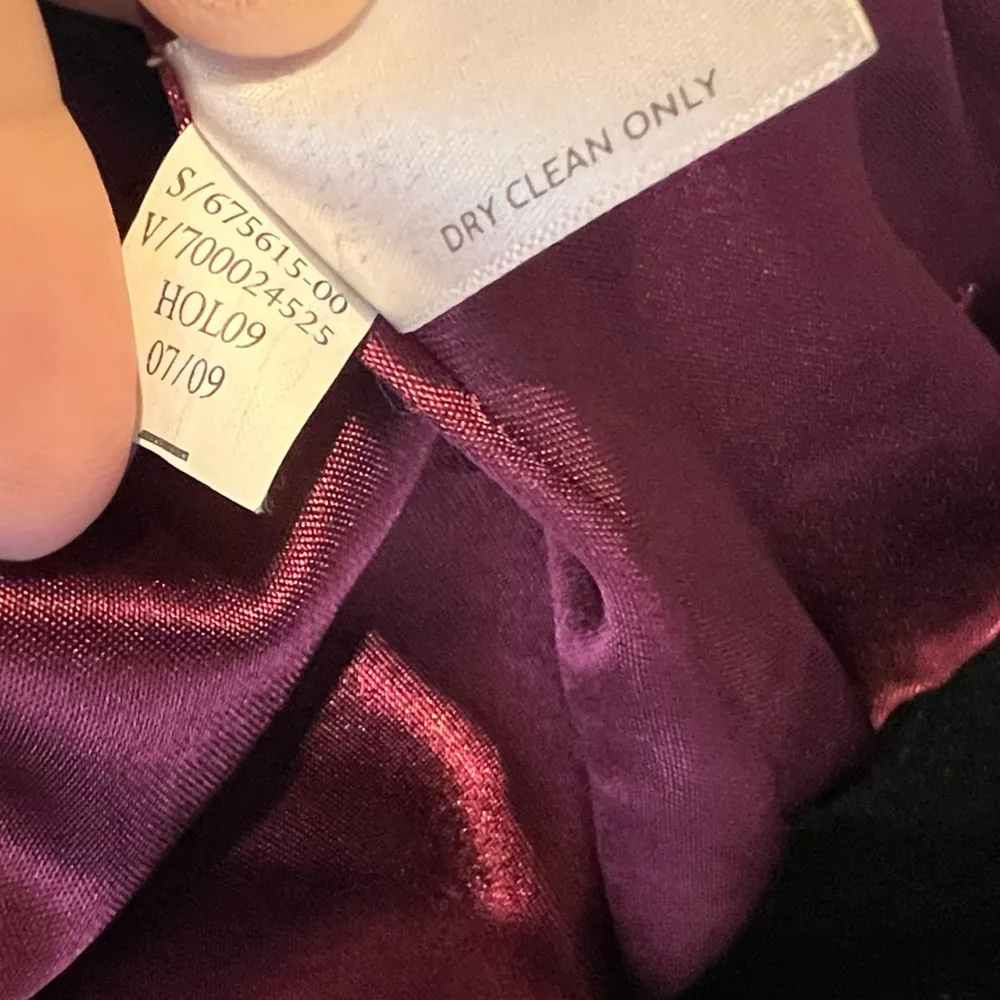 DRY CLEAN ONLY
S/675615-00
V/700024525
HOL09
07/09